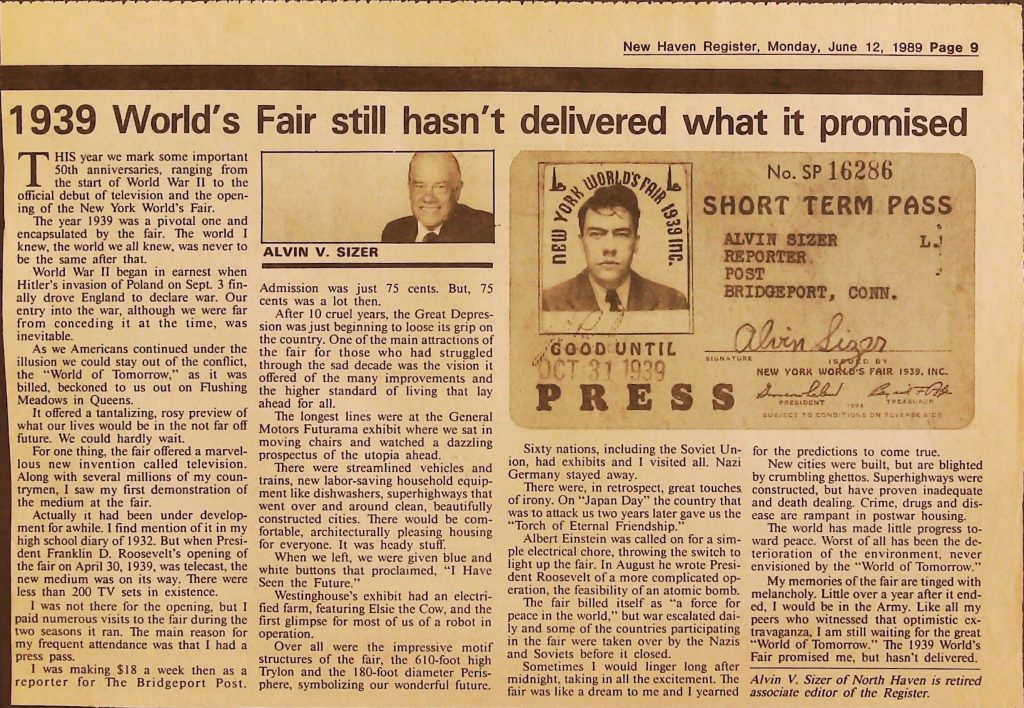 New Haven Register, Monday, June 12, 1989 Page 9
1939 World's Fair still hasn't delivered what it promised
THIS year we mark some important
50th anniversaries, ranging from
the start of World War II to the
official debut of television and the open-
ing of the New York World's Fair.
The year 1939 was a pivotal one and
encapsulated by the fair. The world I
knew, the world we all knew, was never to
be the same after that.
World War II began in earnest when
Hitler's invasion of Poland on Sept. 3 fin-
ally drove England to declare war. Our
entry into the war, although we were far
from conceding it at the time, was
inevitable.
As we Americans continued under the
illusion we could stay out of the conflict,
the "World of Tomorrow," as it was
billed, beckoned to us out on Flushing
Meadows in Queens.
It offered a tantalizing, rosy preview of
what our lives would be in the not far off
future. We could hardly wait.
For one thing, the fair offered a marvel-
lous new invention called television.
Along with several millions of my coun-
trymen, I saw my first demonstration of
the medium at the fair.
Actually it had been under develop-
ment for awhile. I find mention of it in my
high school diary of 1932. But when Presi-
dent Franklin D. Roosevelt's opening of
the fair on April 30, 1939, was telecast, the
new medium was on its way. There were
less than 200 TV sets in existence.
I was not there for the opening, but I
paid numerous visits to the fair during the
two seasons it ran. The main reason for
my frequent attendance was that I had a
press pass.
I was making $18 a week then as a
reporter for The Bridgeport Post.
ALVIN V. SIZER
Admission was just 75 cents. But, 75
cents was a lot then.
After 10 cruel years, the Great Depres-
sion was just beginning to loose its grip on
the country. One of the main attractions of
the fair for those who had struggled
through the sad decade was the vision it
offered of the many improvements and
the higher standard of living that lay
ahead for all.
The longest lines were at the General
Motors Futurama exhibit where we sat in
moving chairs and watched a dazzling
prospectus of the utopia ahead.
There were streamlined vehicles and
trains, new labor-saving household equip-
ment like dishwashers, superhighways that
went over and around clean, beautifully
constructed cities. There would be com-
fortable, architecturally pleasing housing
for everyone. It was heady stuff.
When we left, we were given blue and
white buttons that proclaimed, "I Have
Seen the Future."
Westinghouse's exhibit had an electri-
fied farm, featuring Elsie the Cow, and the
first glimpse for most of us of a robot in
operation.
Over all were the impressive motif
structures of the fair, the 610-foot high
Trylon and the 180-foot diameter Peris-
phere, symbolizing our wonderful future.
NEW YORK WORLD'S FAIR 1939 INC.
No. SP 16286
SHORT TERM PASS
ALVIN SIZER
REPORTER
POST
BRIDGEPORT, CONN.
Alvin Sizer
SIGNATURE
ISSUED BY
NEW YORK WORLD'S FAIR 1939. INC.
GOOD UNTIL
OCT 31 1939
PRESS
PRESIDENT
TREASURER
SUBJECT TO CONDITIONS ON REVERSE SIDE
Sixty nations, including the Soviet Un-
ion, had exhibits and I visited all. Nazi
Germany stayed away.
There were, in retrospect, great touches
of irony. On "Japan Day" the country that
was to attack us two years later gave us the
"Torch of Eternal Friendship."
Albert Einstein was called on for a sim-
ple electrical chore, throwing the switch to
light up the fair. In August he wrote Presi-
dent Roosevelt of a more complicated op-
eration, the feasibility of an atomic bomb.
The fair billed itself as "a force for
peace in the world," but war escalated dai-
ly and some of the countries participating
in the fair were taken over by the Nazis
and Soviets before it closed.
Sometimes I would linger long after
midnight, taking in all the excitement. The
fair was like a dream to me and I yearned
for the predictions to come true.
New cities were built, but are blighted
by crumbling ghettos. Superhighways were
constructed, but have proven inadequate
and death dealing. Crime, drugs and dis-
ease are rampant in postwar housing.
The world has made little progress to-
ward peace. Worst of all has been the de-
terioration of the environment, never
envisioned by the "World of Tomorrow."
My memories of the fair are tinged with
melancholy. Little over a year after it end-
ed, I would be in the Army. Like all my
peers who witnessed that optimistic ex-
travaganza, I am still waiting for the great
"World of Tomorrow." The 1939 World's
Fair promised me, but hasn't delivered.
Alvin V. Sizer of North Haven is retired
associate editor of the Register.